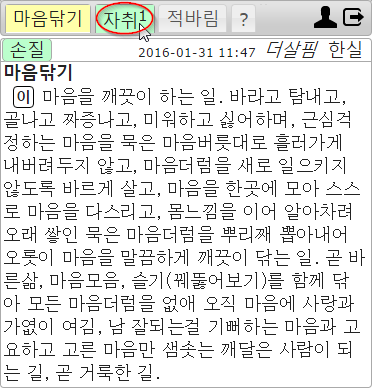 마음닦기 자취1 적바림 ?
손질 2016-01-31 11:47 더살핌 한실
마음닦기
이 마음을 깨끗이 하는 일. 바라고 탐내고,
골나고 짜증나고, 미워하고 싫어하며, 근심걱
정하는 마음을 묵은 마음버릇대로 흘러가게
내버려두지 않고, 마음더럼을 새로 일으키지
않도록 바르게 살고, 마음을 한곳에 모아 스스
로 마음을 다스리고, 몸느낌을 이어 알아차려
오래 쌓인 묵은 마음더럼을 뿌리째 뽑아내어
오롯이 마음을 말끔하게 깨끗이 닦는 일. 곧 바
른삶, 마음모음, 슬기(꿰뚫어보기)를 함께 닦
아 모든 마음더럼을 없애 오직 마음에 사랑과
가엾이 여김, 남 잘되는걸 기뻐하는 마음과 고
요하고 고른 마음만 샘솟는 깨달은 사람이 되
는 길, 곧 거룩한 길.